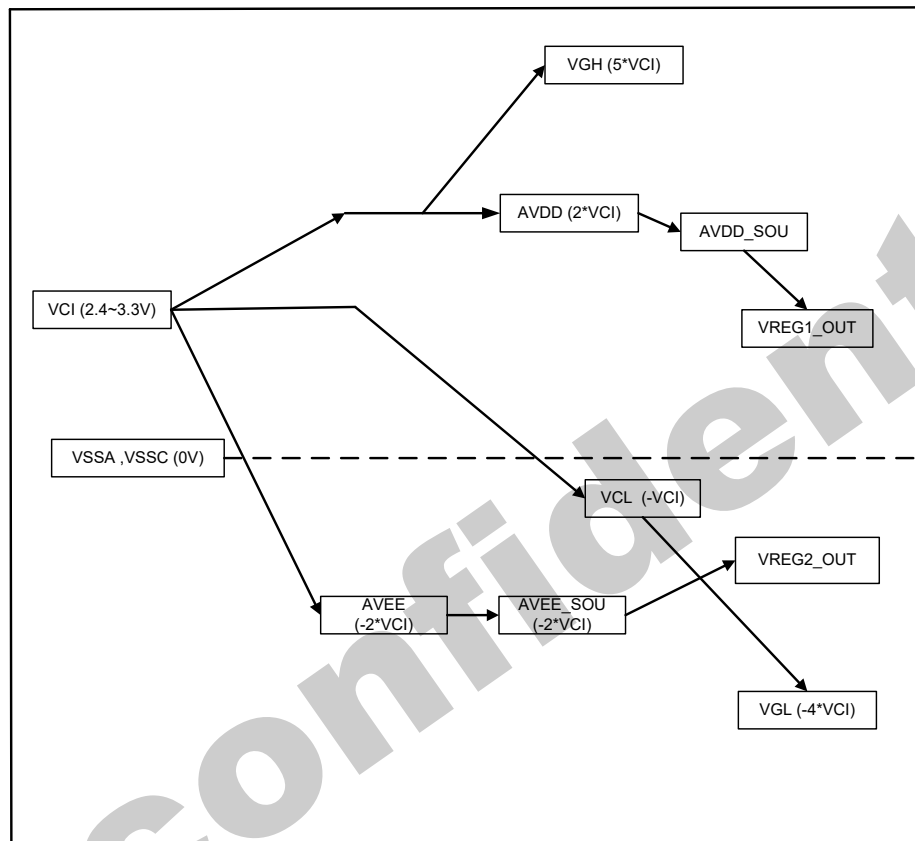 VGH (5*VCI)
AVDD (2*VCI)
AVDD_SOU
VCI (2.4~3.3V)
VREG1_OUT
VSSA ,VSSC (0V)
VCL (-VCI)
VREG2_OUT
AVEE
(-2*VCI)
AVEE_SOU
(-2*VCI)
VGL (-4*VCI)
Confident